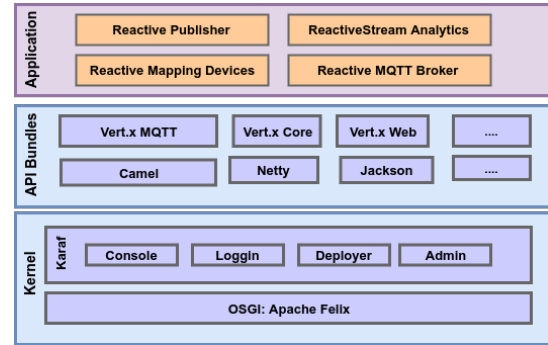 Application
Reactive Publisher
ReactiveStream Analytics
Reactive Mapping Devices
Reactive MQTT Broker
API Bundles
Vert.x MQTT
Vert.x Core
Vert.x Web
....
Camel
Netty
Jackson
....
Kernel
Karaf
Console
Loggin
Deployer
Admin
OSGI: Apache Felix